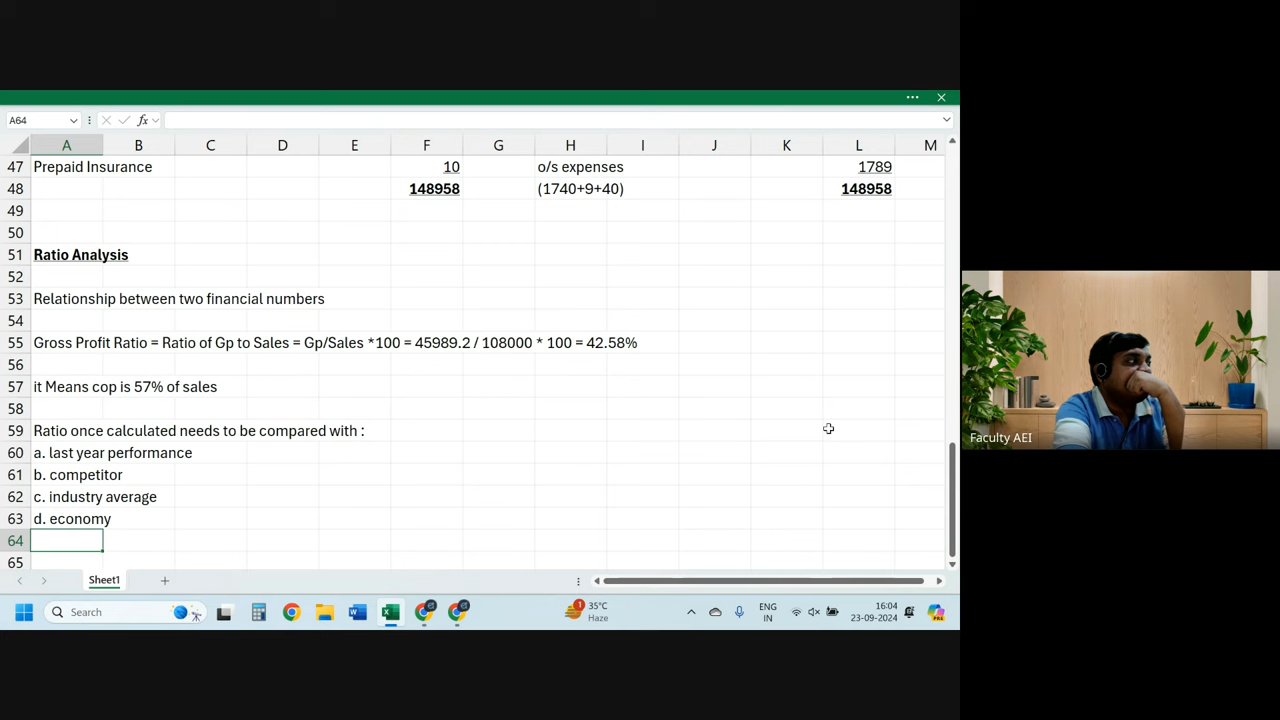 A64
fx
A B C D E F G H I J K L M
47 Prepaid Insurance 10 o/s expenses 1789
48 148958 (1740+9+40) 148958
49
50
51 Ratio Analysis
52
53 Relationship between two financial numbers
54
55 Gross Profit Ratio = Ratio of Gp to Sales = Gp/Sales *100 = 45989.2 / 108000 * 100 = 42.58%
56
57 it Means cop is 57% of sales
58
59 Ratio once calculated needs to be compared with :
60 a. last year performance
61 b. competitor
62 c. industry average
63 d. economy
64
65
Faculty AEI
Sheet1
Search
1
35°C
Haze
ENG
IN
16:04
23-09-2024
PRE